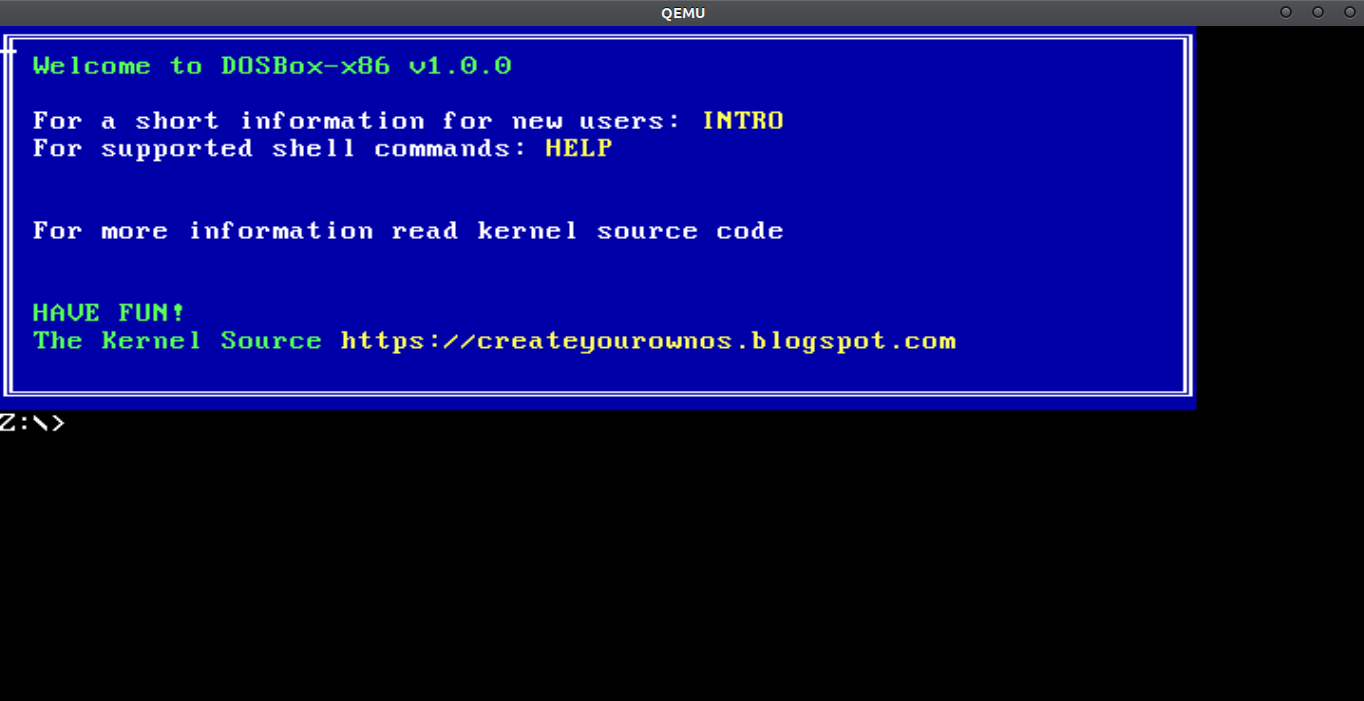 QEMU
Welcome to DOSBox-x86 v1.0.0
For a short information for new users: INTRO
For supported shell commands: HELP
For more information read kernel source code
HAVE FUN!
The Kernel Source https://createyourownos.blogspot.com
Z:\>